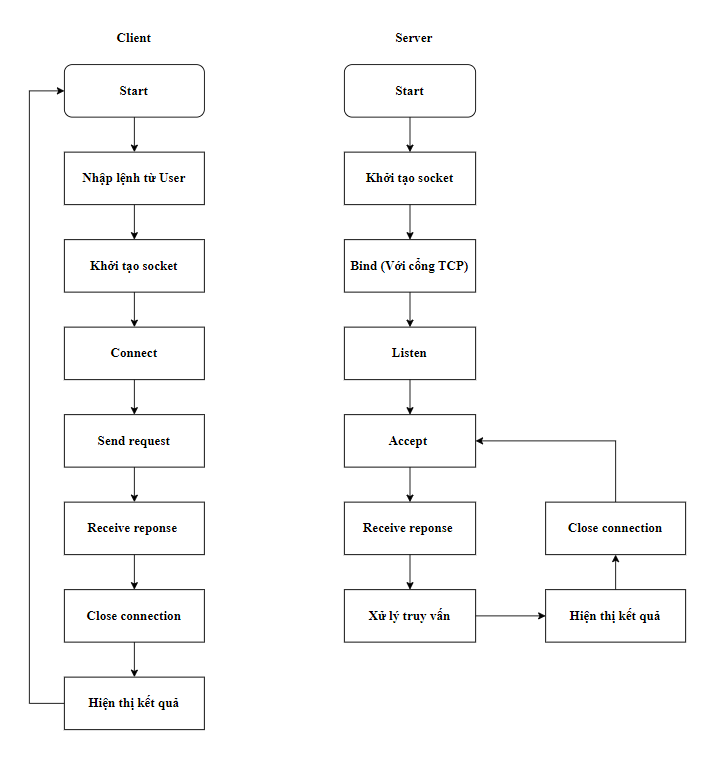 Client
Start
Nhập lệnh từ User
Khởi tạo socket
Connect
Send request
Receive reponse
Close connection
Hiện thị kết quả
Server
Start
Khởi tạo socket
Bind (Với cổng TCP)
Listen
Accept
Receive reponse
Xử lý truy vấn
Hiện thị kết quả
Close connection